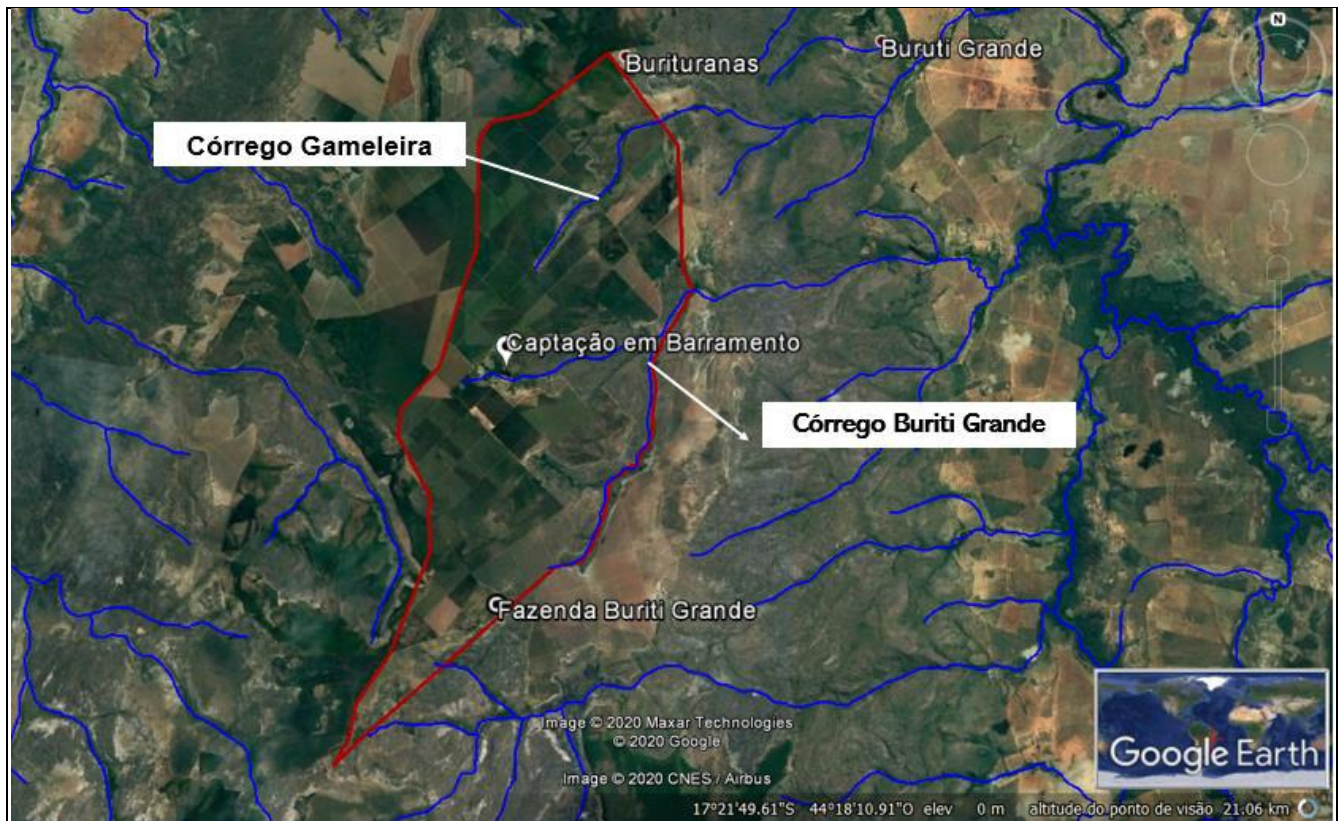 N
Burituranas
Buruti Grande
Córrego Gameleira
Captação em Barramento
Córrego Buriti Grande
Fazenda Buriti Grande
Image © 2020 Maxar Technologies
© 2020 Google
Image © 2020 CNES / Airbus
Google Earth
17°21'49.61"S 44°18'10.91"O elev 0 m altitude do ponto de visão 21.06 km